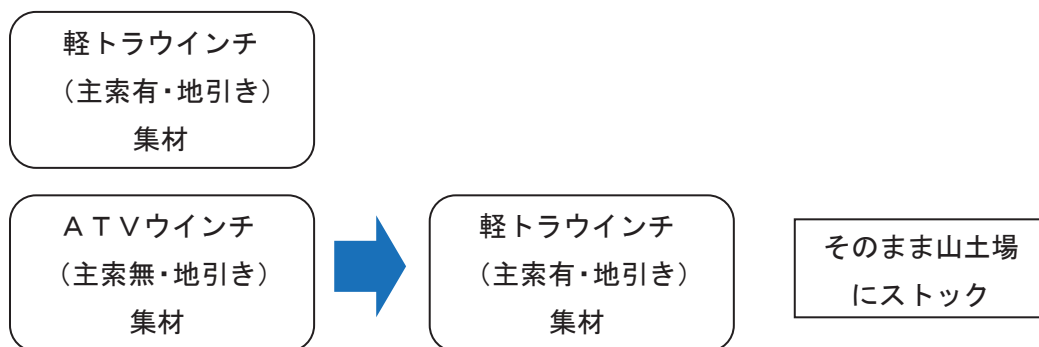 軽トラウインチ
（主索有・地引き）
集材
ＡＴＶウインチ
（主索無・地引き）
集材
軽トラウインチ
（主索有・地引き）
集材
そのまま山土場
にストック